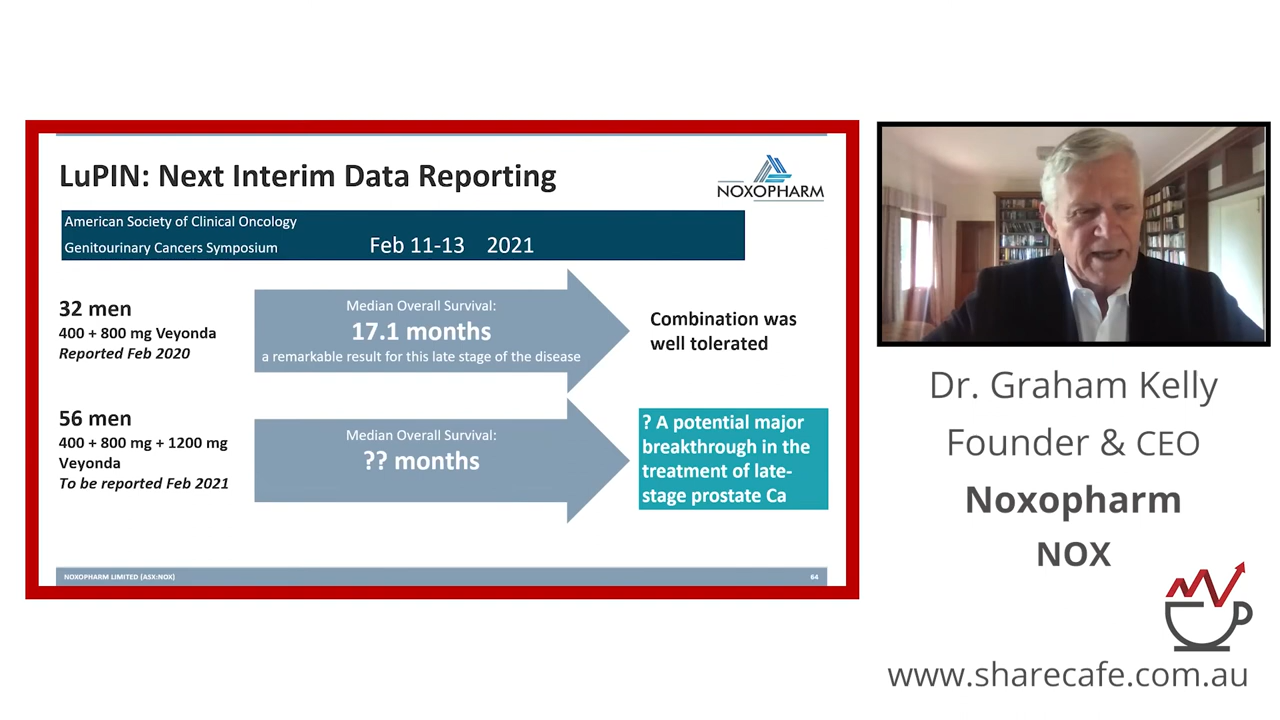 LuPIN: Next Interim Data Reporting
NOXOPHARM
American Society of Clinical Oncology
Genitourinary Cancers Symposium Feb 11-13 2021
32 men
400 + 800 mg Veyonda
Reported Feb 2020
Median Overall Survival:
17.1 months
a remarkable result for this late stage of the disease
Combination was
well tolerated
56 men
400 + 800 mg + 1200 mg
Veyonda
To be reported Feb 2021
Median Overall Survival:
?? months
? A potential major
breakthrough in the
treatment of late-
stage prostate Ca
NOXOPHARM LIMITED (ASX:NOX) 64
Dr. Graham Kelly
Founder & CEO
Noxopharm
NOX
www.sharecafe.com.au